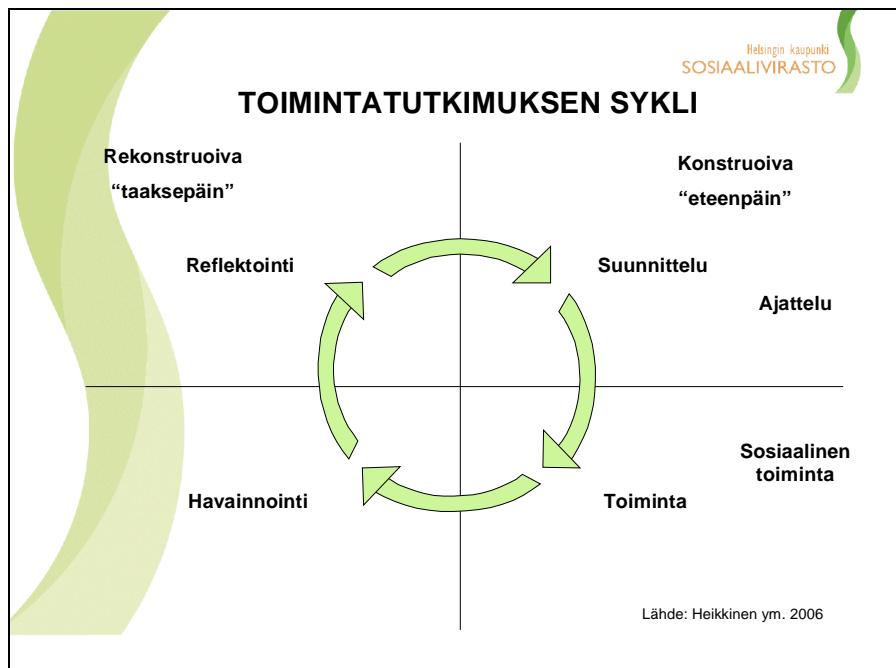 Helsingin kaupunki
SOSIAALIVIRASTO
TOIMINTATUTKIMUKSEN SYKLI
Rekonstruoiva
“taaksepäin”
Konstruoiva
“eteenpäin”
Reflektointi
Suunnittelu
Ajattelu
Havainnointi
Toiminta
Sosiaalinen
toiminta
Lähde: Heikkinen ym. 2006